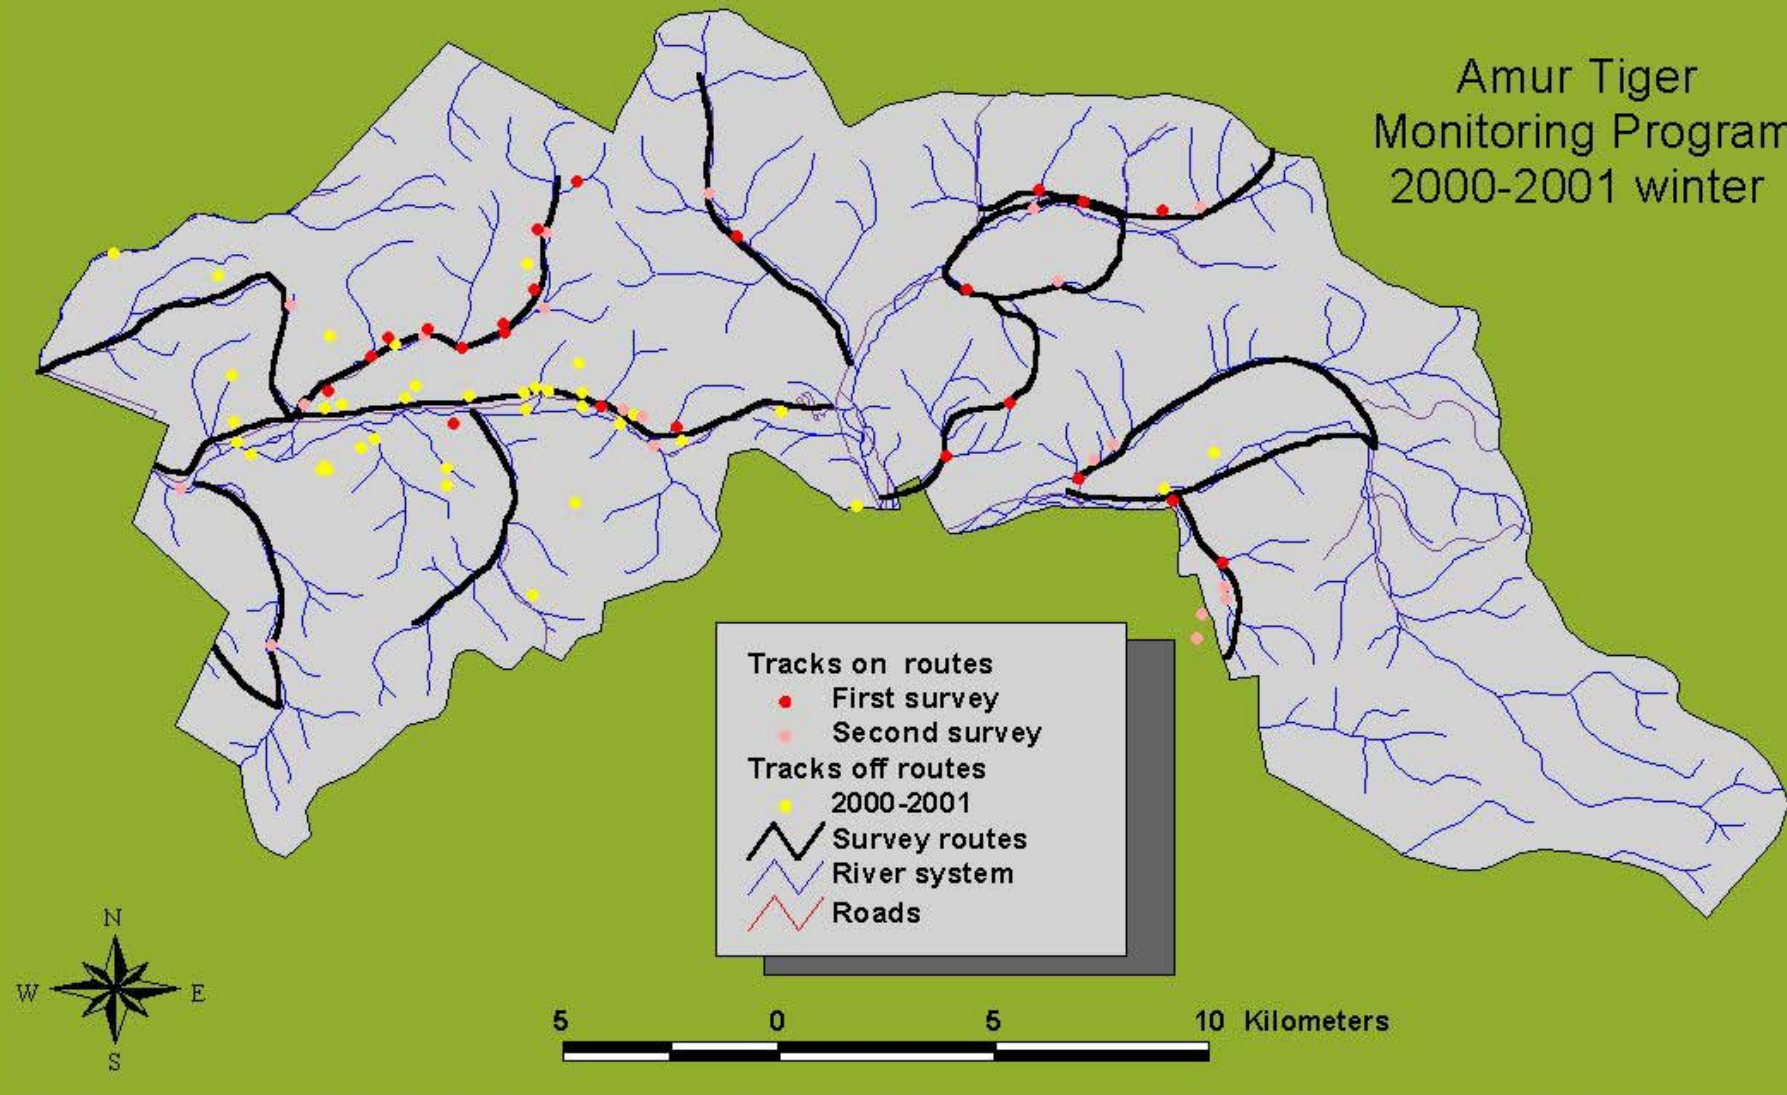 Amur Tiger
Monitoring Program
2000-2001 winter
Tracks on routes
First survey
Second survey
Tracks off routes
2000-2001
Survey routes
River system
Roads
N
W E
S
5 0 5 10 Kilometers